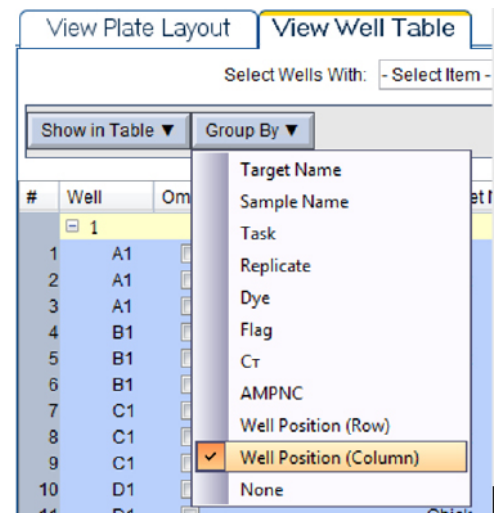 View Plate Layout
View Well Table
Select Wells With: - Select Item -
Show in Table ▼ Group By ▼
# Well Om
Target Name
Sample Name
Task
Replicate
Dye
Flag
Cт
AMPNC
Well Position (Row)
Well Position (Column)
None
1
1 A1
2 A1
3 A1
4 B1
5 B1
6 B1
7 C1
8 C1
9 C1
10 D1